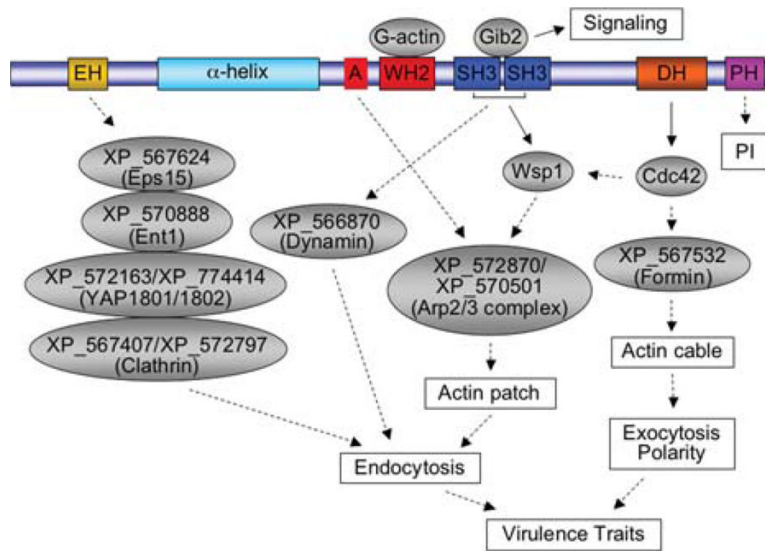 Signaling
G-actin
Gib2
EH
α-helix
A
WH2
SH3
SH3
DH
PH
XP_567624
(Eps15)
Wsp1
Cdc42
PI
XP_570888
(Ent1)
XP_566870
(Dynamin)
XP_572163/XP_774414
(YAP1801/1802)
XP_572870/
XP_570501
(Arp2/3 complex)
XP_567532
(Formin)
XP_567407/XP_572797
(Clathrin)
Actin cable
Actin patch
Exocytosis
Polarity
Endocytosis
Virulence Traits